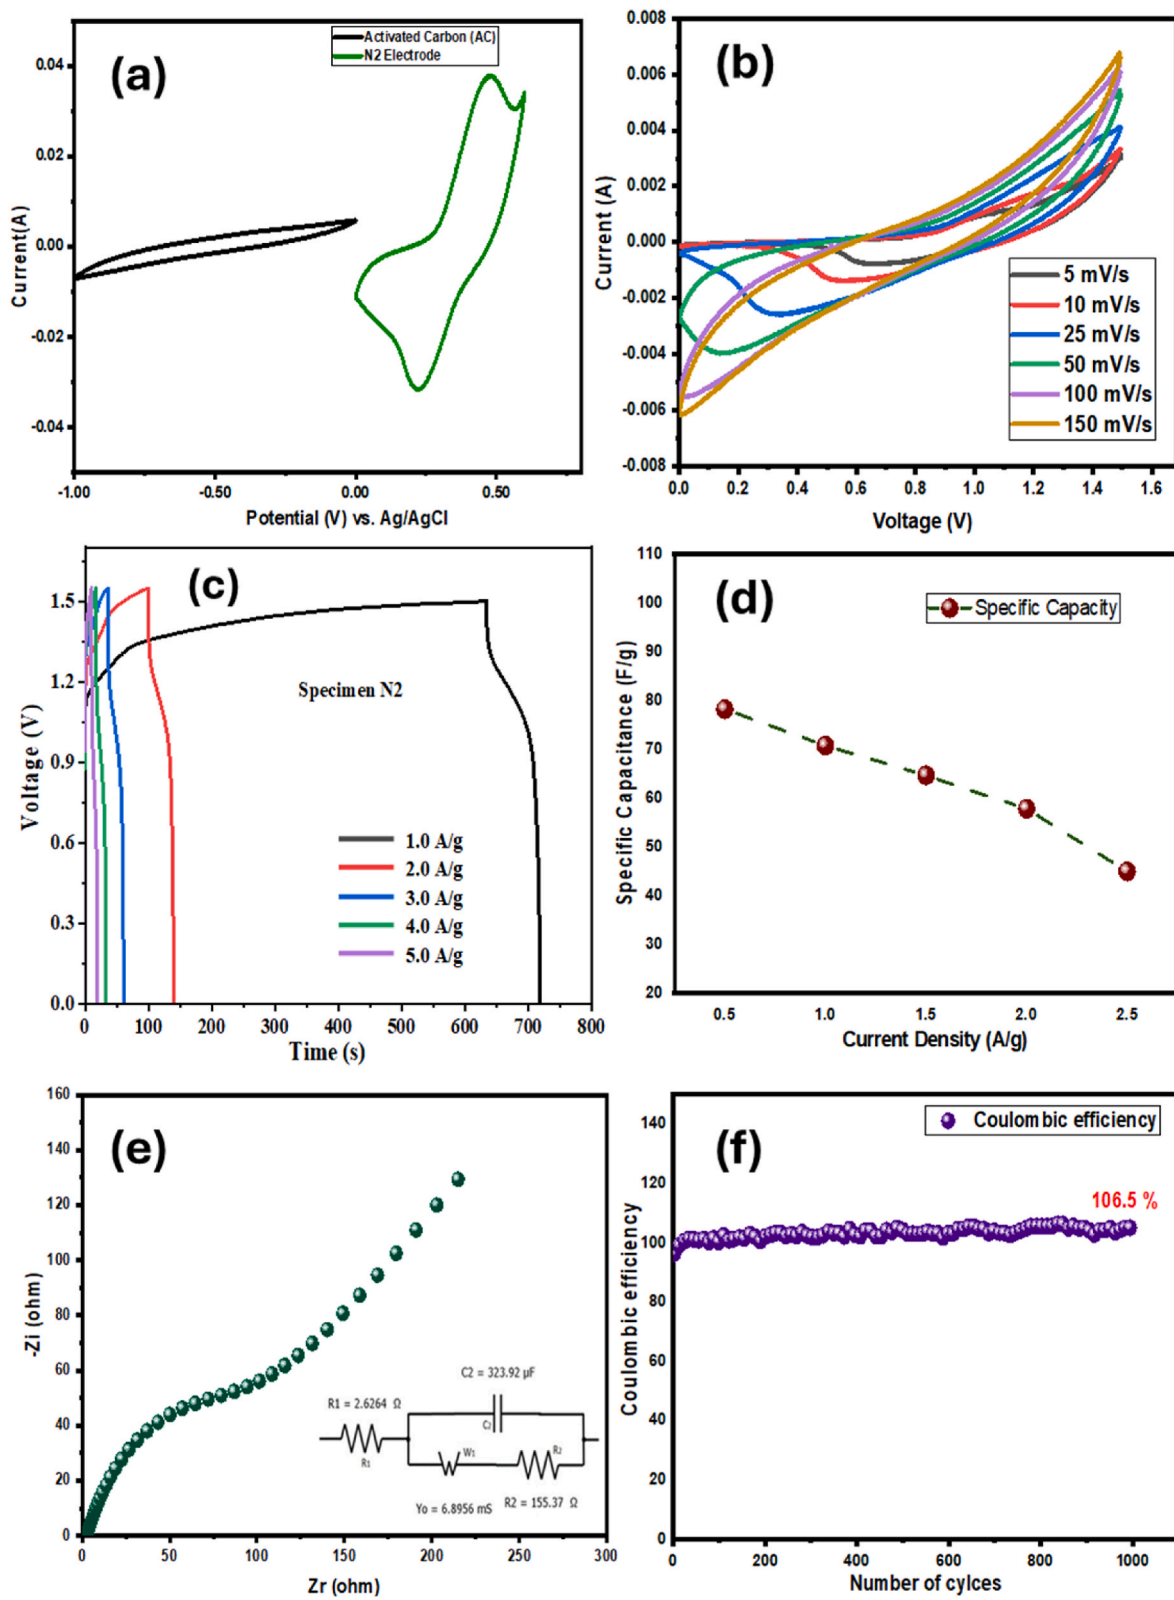 (a)
Activated Carbon (AC)
N2 Electrode
0.04
0.02
0.00
-0.02
-0.04
Current(A)
-1.00 -0.50 0.00 0.50
Potential (V) vs. Ag/AgCl
(b)
0.008
0.006
0.004
0.002
0.000
-0.002
-0.004
-0.006
-0.008
Current (A)
5 mV/s
10 mV/s
25 mV/s
50 mV/s
100 mV/s
150 mV/s
0.0 0.2 0.4 0.6 0.8 1.0 1.2 1.4 1.6
Voltage (V)
(c)
1.5
1.2
0.9
0.6
0.3
0.0
Voltage (V)
Specimen N2
1.0 A/g
2.0 A/g
3.0 A/g
4.0 A/g
5.0 A/g
0 100 200 300 400 500 600 700 800
Time (s)
(d)
Specific Capacity
110
100
90
80
70
60
50
40
30
20
Specific Capacitance (F/g)
0.5 1.0 1.5 2.0 2.5
Current Density (A/g)
(e)
160
140
120
100
80
60
40
20
0
-Zi (ohm)
C2 = 323.92 µF
R1 = 2.6264 Ω
C2
R1
W1
R2
Yo = 6.8956 mS
R2 = 155.37 Ω
0 50 100 150 200 250 300
Zr (ohm)
(f)
Coulombic efficiency
140
120
100
80
60
40
20
0
Coulombic efficiency
106.5 %
0 200 400 600 800 1000
Number of cylces